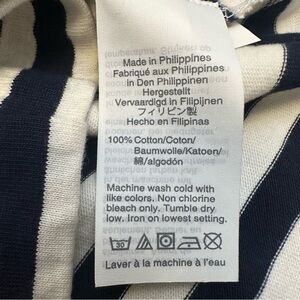 Made in Philippines
Fabriqué aux Philippines
in Den Philippinen
Hergestellt
Vervaardigd in Filipijnen
フィリピン製
Hecho en Filipinas
100% Cotton/Coton/
Baumwolle/Katoen/
綿/algodón
Machine wash cold with
like colors. Non chlorine
bleach only. Tumble dry
low. Iron on lowest setting.
30
Laver à la machine à l'eau